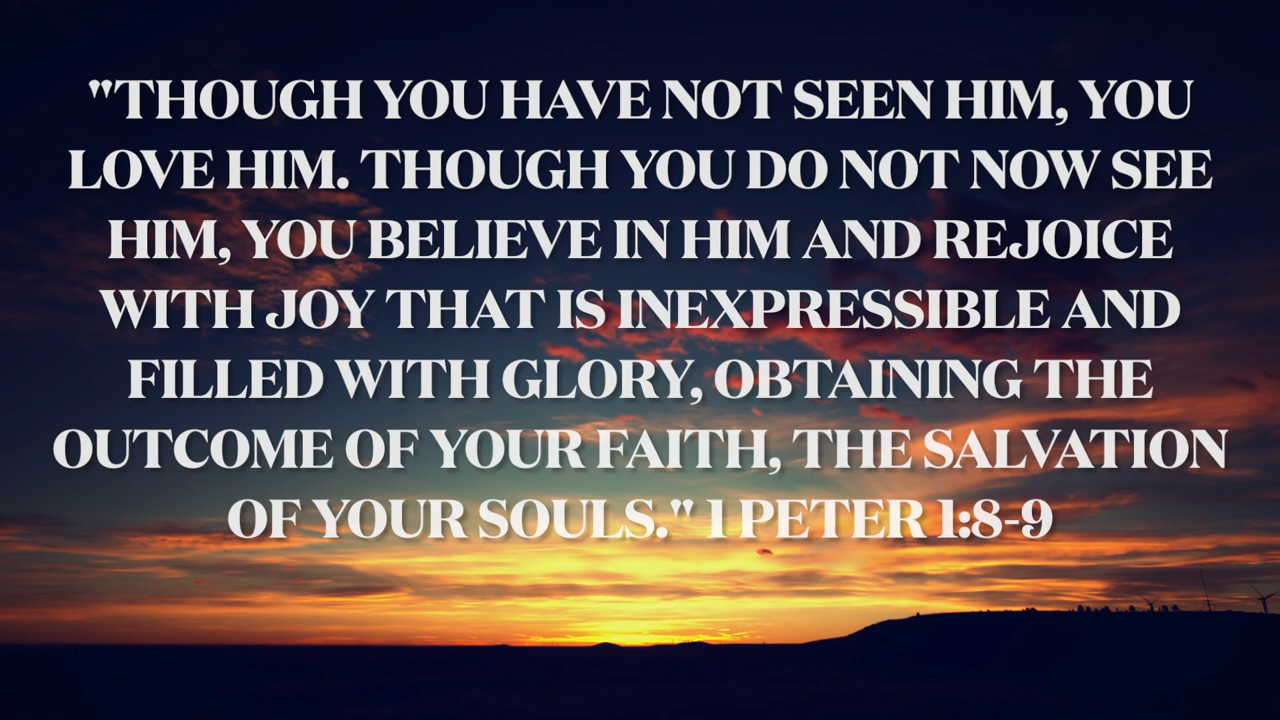 "THOUGH YOU HAVE NOT SEEN HIM, YOU
LOVE HIM. THOUGH YOU DO NOT NOW SEE
HIM, YOU BELIEVE IN HIM AND REJOICE
WITH JOY THAT IS INEXPRESSIBLE AND
FILLED WITH GLORY, OBTAINING THE
OUTCOME OF YOUR FAITH, THE SALVATION
OF YOUR SOULS." 1 PETER 1:8-9